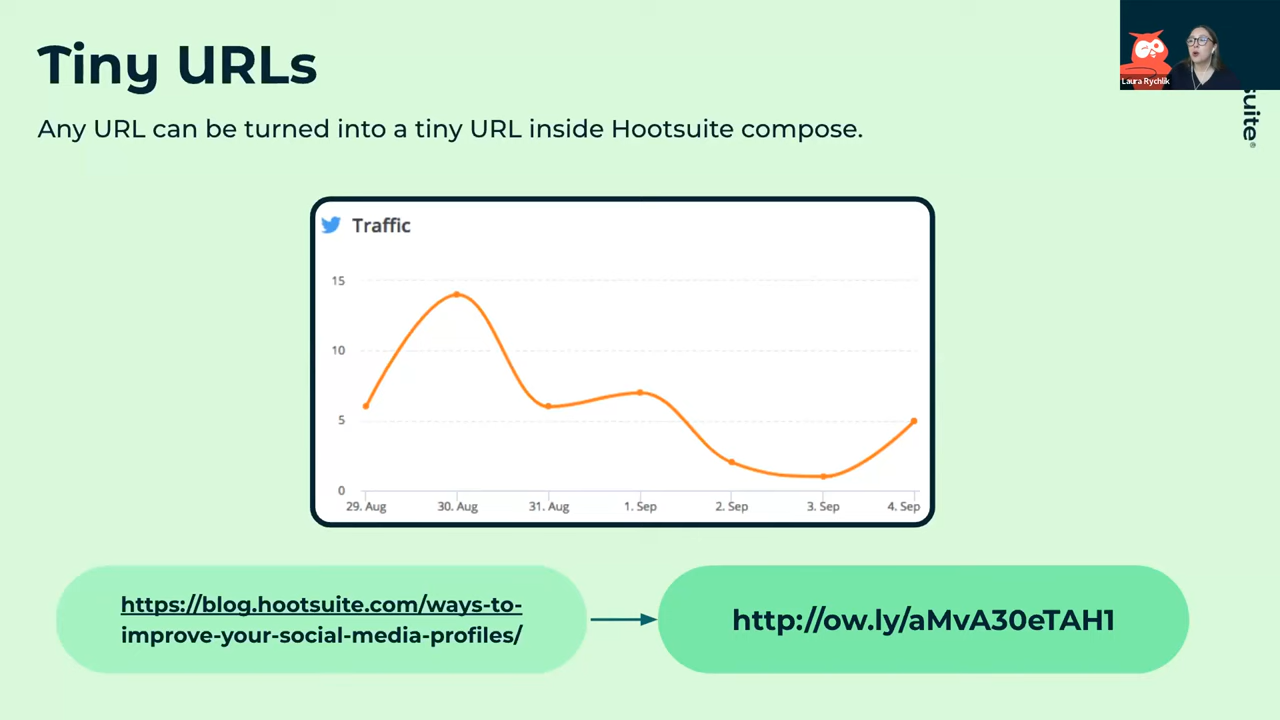 Tiny URLs
Any URL can be turned into a tiny URL inside Hootsuite compose.
Laura Rychlik
suite®
Traffic
15
10
5
0
29. Aug 30. Aug 31. Aug 1. Sep 2. Sep 3. Sep 4. Sep
https://blog.hootsuite.com/ways-to-
improve-your-social-media-profiles/
http://ow.ly/aMvA30eTAH1